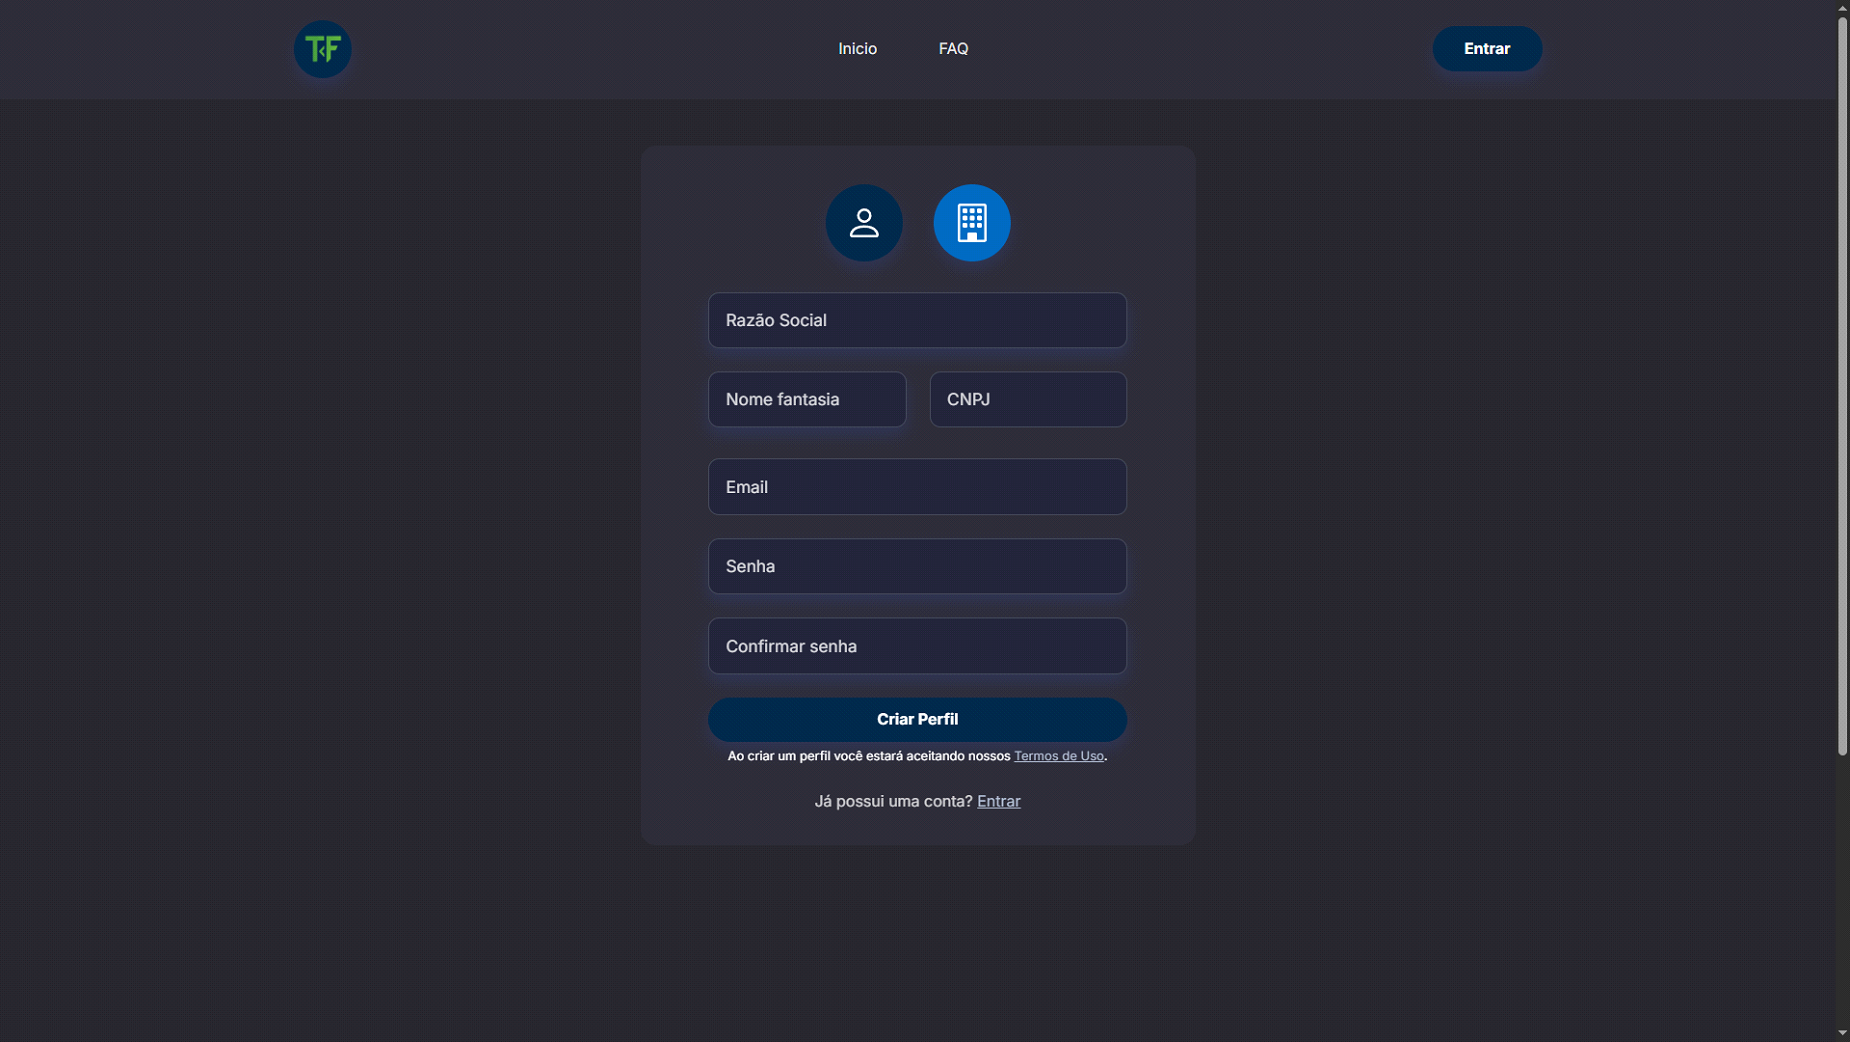 TKF
Inicio FAQ Entrar
Razão Social
Nome fantasia CNPJ
Email
Senha
Confirmar senha
Criar Perfil
Ao criar um perfil você estará aceitando nossos Termos de Uso.
Já possui uma conta? Entrar